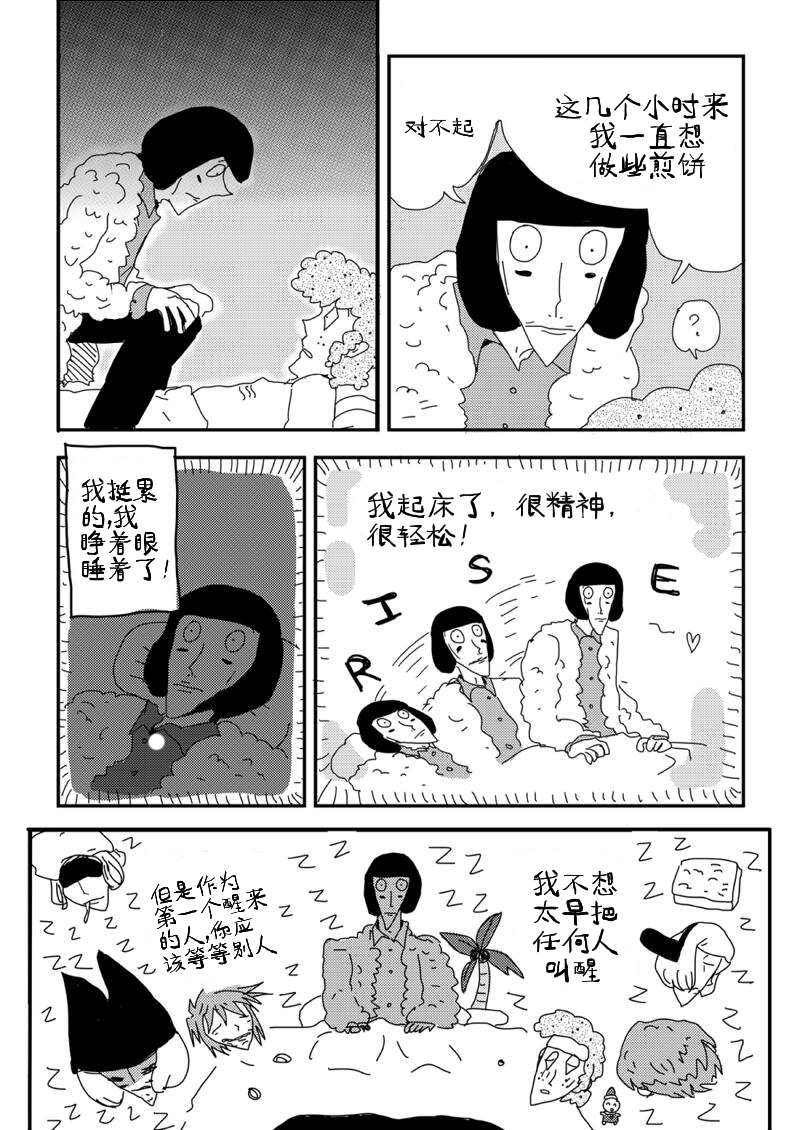 对不起
这几个小时来
我一直想
做些煎饼
?
我挺累
的,我
睁着眼
睡着了!
我起床了，很精神，
很轻松!
RISE
但是作为
第一个醒来
的人,你应
该等等别人
我不想
太早把
任何人
叫醒
Z Z Z Z Z Z Z Z Z Z Z Z